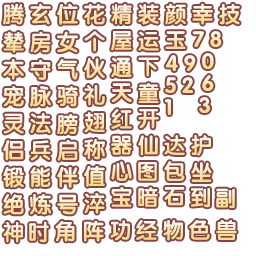 腾玄位花精装颜幸技
辇房女个屋运玉78
本守气仪通下490
宠脉骑礼天童526
灵法膀翅红开1 3
侣兵启称器仙达护
锻能伴值心图包坐
绝炼号淬宝暗石到副
神时角阵功经物色兽